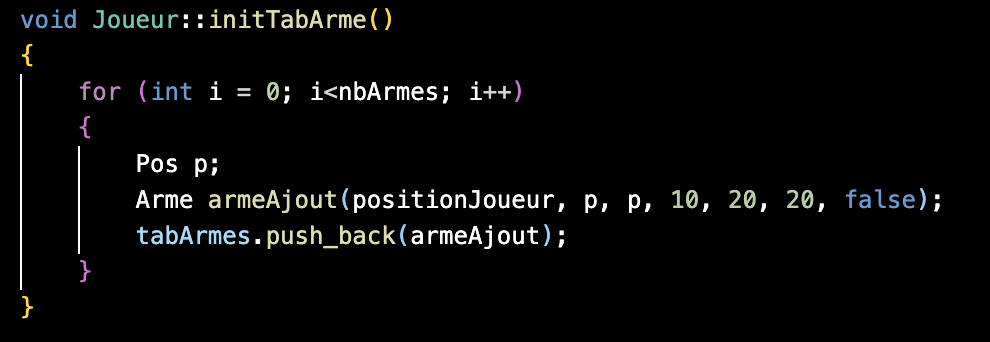 void Joueur::initTabArme()
{
    for (int i = 0; i<nbArmes; i++)
    {
        Pos p;
        Arme armeAjout(positionJoueur, p, p, 10, 20, 20, false);
        tabArmes.push_back(armeAjout);
    }
}